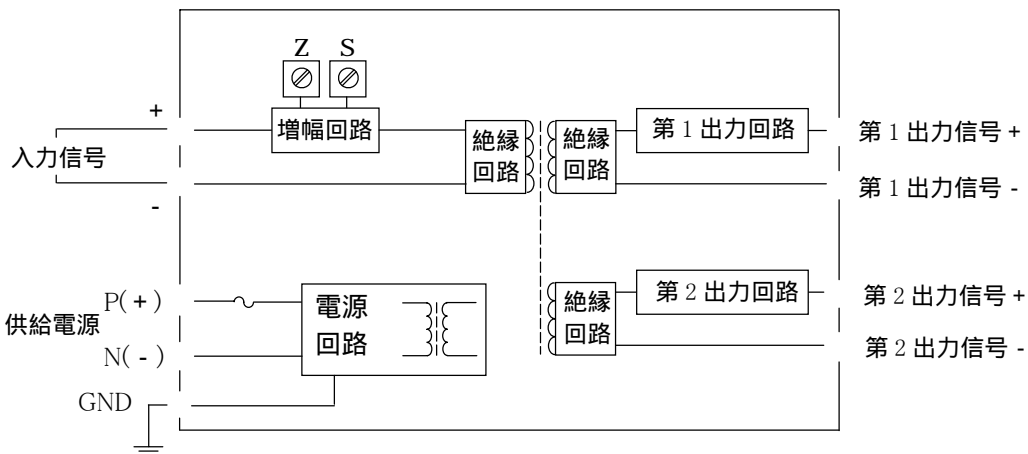 Z S
+
増幅回路
入力信号
-
絶縁
回路
絶縁
回路
第1出力回路
第1出力信号+
第1出力信号-
P(+)
供給電源
N(-)
GND
電源
回路
絶縁
回路
第2出力回路
第2出力信号+
第2出力信号-